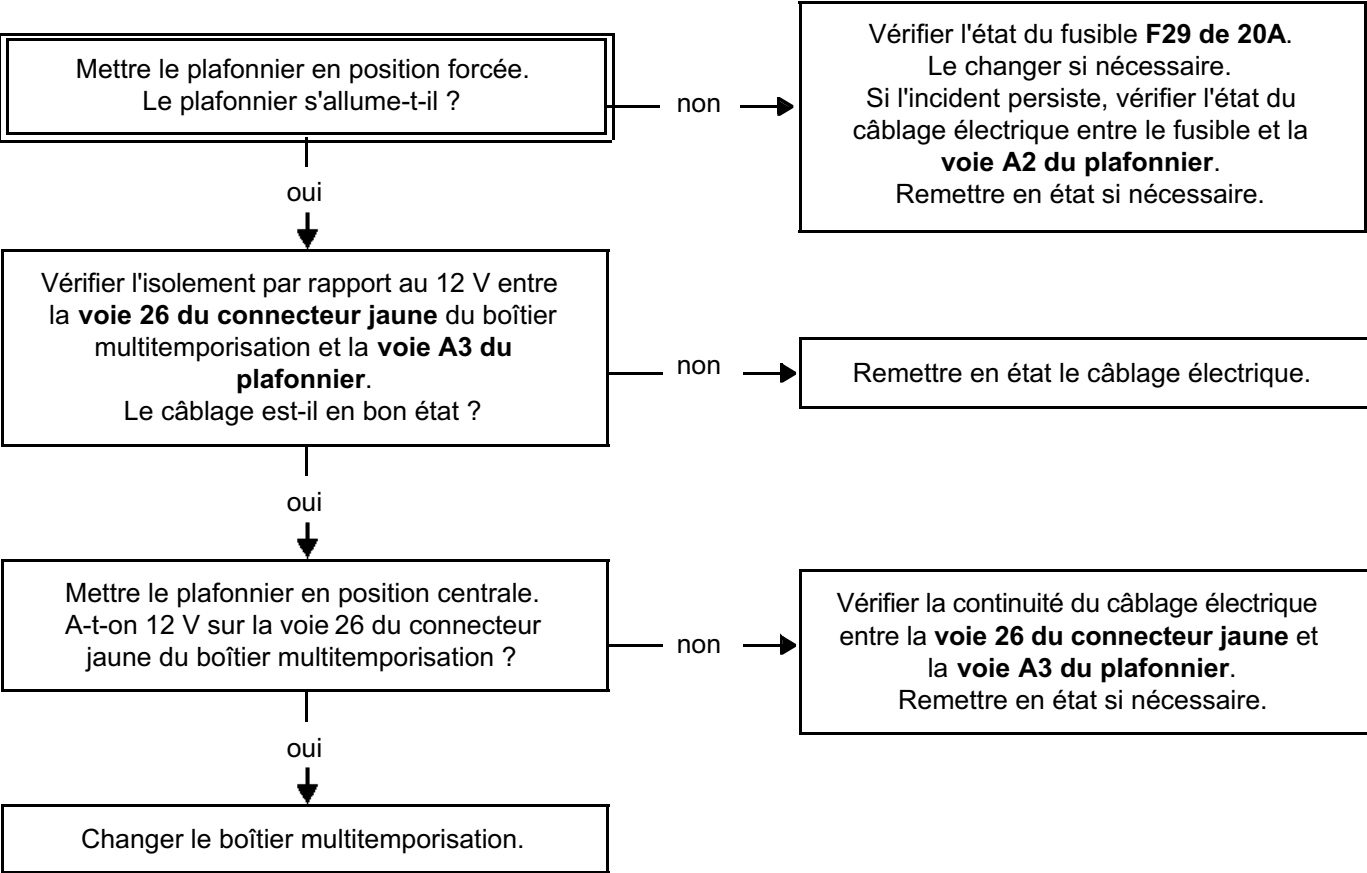 Mettre le plafonnier en position forcée.
Le plafonnier s'allume-t-il ?
non
Vérifier l'état du fusible F29 de 20A.
Le changer si nécessaire.
Si l'incident persiste, vérifier l'état du
câblage électrique entre le fusible et la
voie A2 du plafonnier.
Remettre en état si nécessaire.
oui
Vérifier l'isolement par rapport au 12 V entre
la voie 26 du connecteur jaune du boîtier
multitemporisation et la voie A3 du
plafonnier.
Le câblage est-il en bon état ?
non
Remettre en état le câblage électrique.
oui
Mettre le plafonnier en position centrale.
A-t-on 12 V sur la voie 26 du connecteur
jaune du boîtier multitemporisation ?
non
Vérifier la continuité du câblage électrique
entre la voie 26 du connecteur jaune et
la voie A3 du plafonnier.
Remettre en état si nécessaire.
oui
Changer le boîtier multitemporisation.